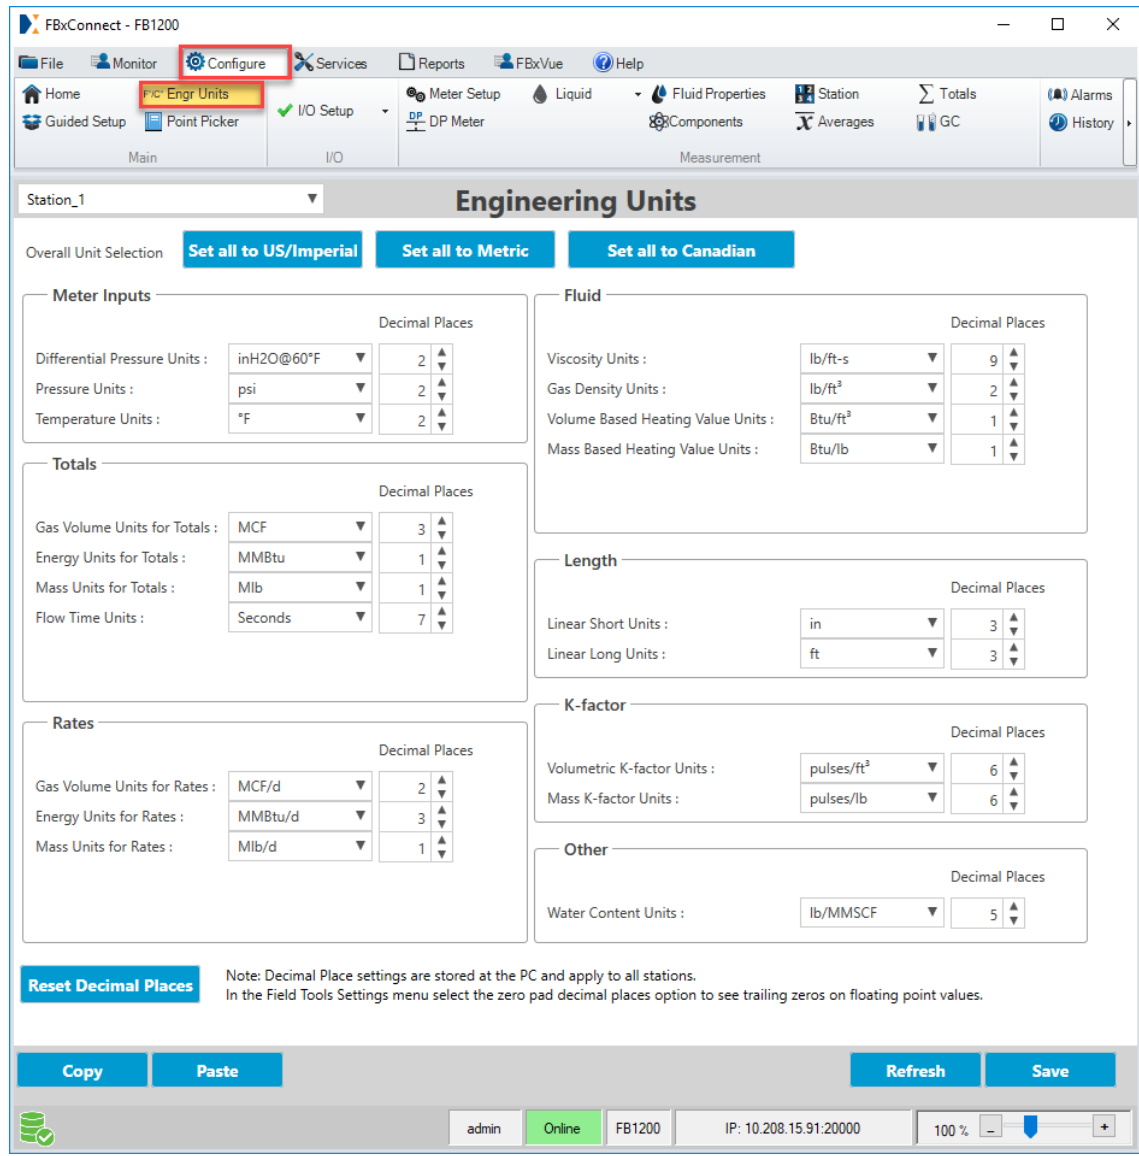 FBxConnect - FB1200
File Monitor Configure Services Reports FBxVue Help
Home F°/C° Engr Units I/O Setup Meter Setup Liquid Fluid Properties Station Totals Alarms
Guided Setup Point Picker DP DP Meter Components Averages GC History
Main I/O Measurement
Station_1
Engineering Units
Overall Unit Selection Set all to US/Imperial Set all to Metric Set all to Canadian
Meter Inputs
Decimal Places
Differential Pressure Units : inH2O@60°F 2
Pressure Units : psi 2
Temperature Units : °F 2
Totals
Decimal Places
Gas Volume Units for Totals : MCF 3
Energy Units for Totals : MMBtu 1
Mass Units for Totals : Mlb 1
Flow Time Units : Seconds 7
Rates
Decimal Places
Gas Volume Units for Rates : MCF/d 2
Energy Units for Rates : MMBtu/d 3
Mass Units for Rates : Mlb/d 1
Fluid
Decimal Places
Viscosity Units : lb/ft-s 9
Gas Density Units : lb/ft³ 2
Volume Based Heating Value Units : Btu/ft³ 1
Mass Based Heating Value Units : Btu/lb 1
Length
Decimal Places
Linear Short Units : in 3
Linear Long Units : ft 3
K-factor
Decimal Places
Volumetric K-factor Units : pulses/ft³ 6
Mass K-factor Units : pulses/lb 6
Other
Decimal Places
Water Content Units : lb/MMSCF 5
Reset Decimal Places
Note: Decimal Place settings are stored at the PC and apply to all stations.
In the Field Tools Settings menu select the zero pad decimal places option to see trailing zeros on floating point values.
Copy Paste Refresh Save
admin Online FB1200 IP: 10.208.15.91:20000 100 % - +